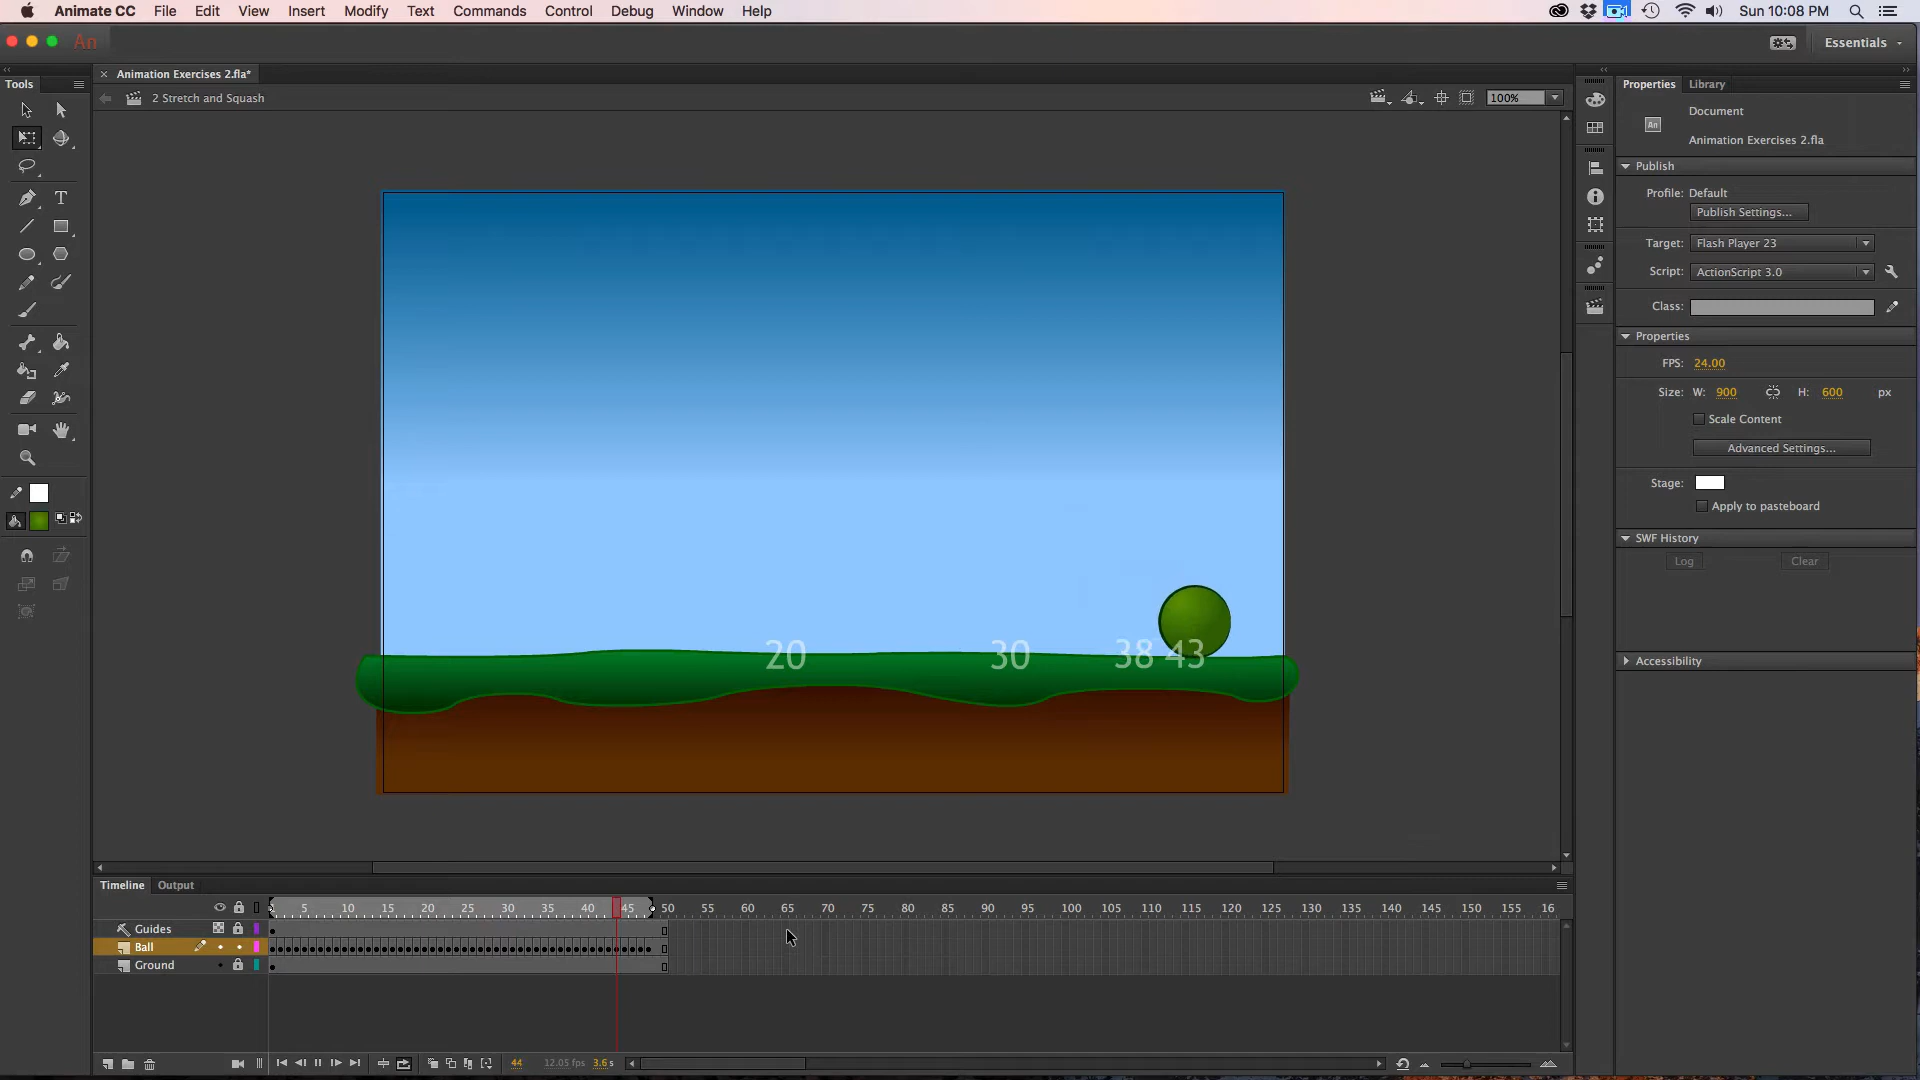 Animate CC File Edit View Insert Modify Text Commands Control Debug Window Help Sun 10:08 PM
An Essentials
Tools × Animation Exercises 2.fla* Properties Library
2 Stretch and Squash 100%
Document
An Animation Exercises 2.fla
Publish
Profile: Default
Publish Settings...
Target: Flash Player 23
Script: ActionScript 3.0
Class:
Properties
FPS: 24.00
Size: W: 900 H: 600 px
Scale Content
Advanced Settings...
Stage:
Apply to pasteboard
SWF History
Log Clear
Accessibility
20 30 38 43
Timeline Output
5 10 15 20 25 30 35 40 45 50 55 60 65 70 75 80 85 90 95 100 105 110 115 120 125 130 135 140 145 150 155 16
Guides
Ball
Ground
44 12.05 fps 3.6 s